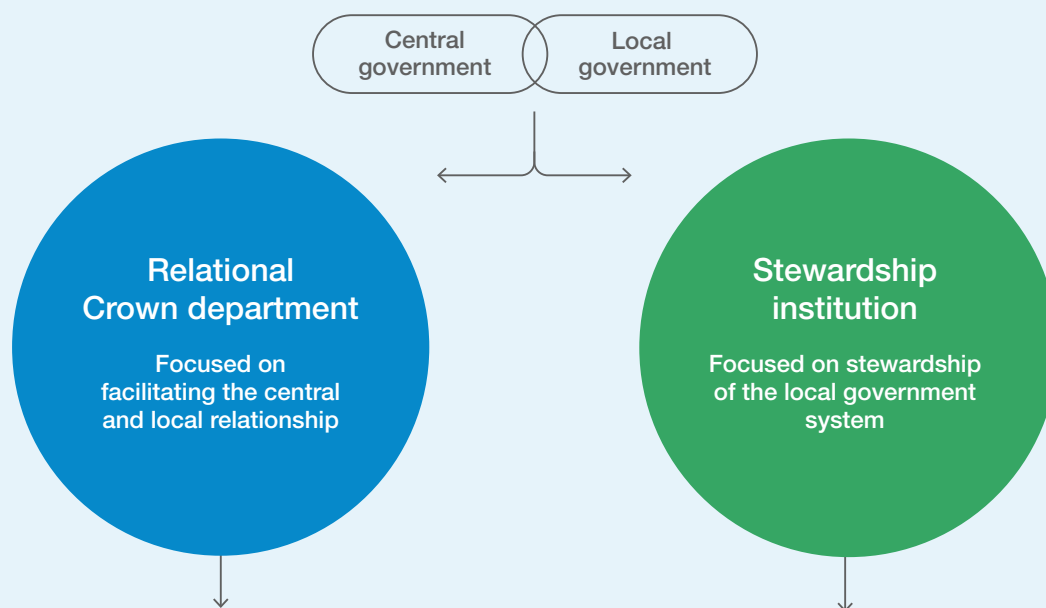 Central
government
Local
government
Relational
Crown department
Focused on
facilitating the central
and local relationship
Stewardship
institution
Focused on stewardship
of the local government
system